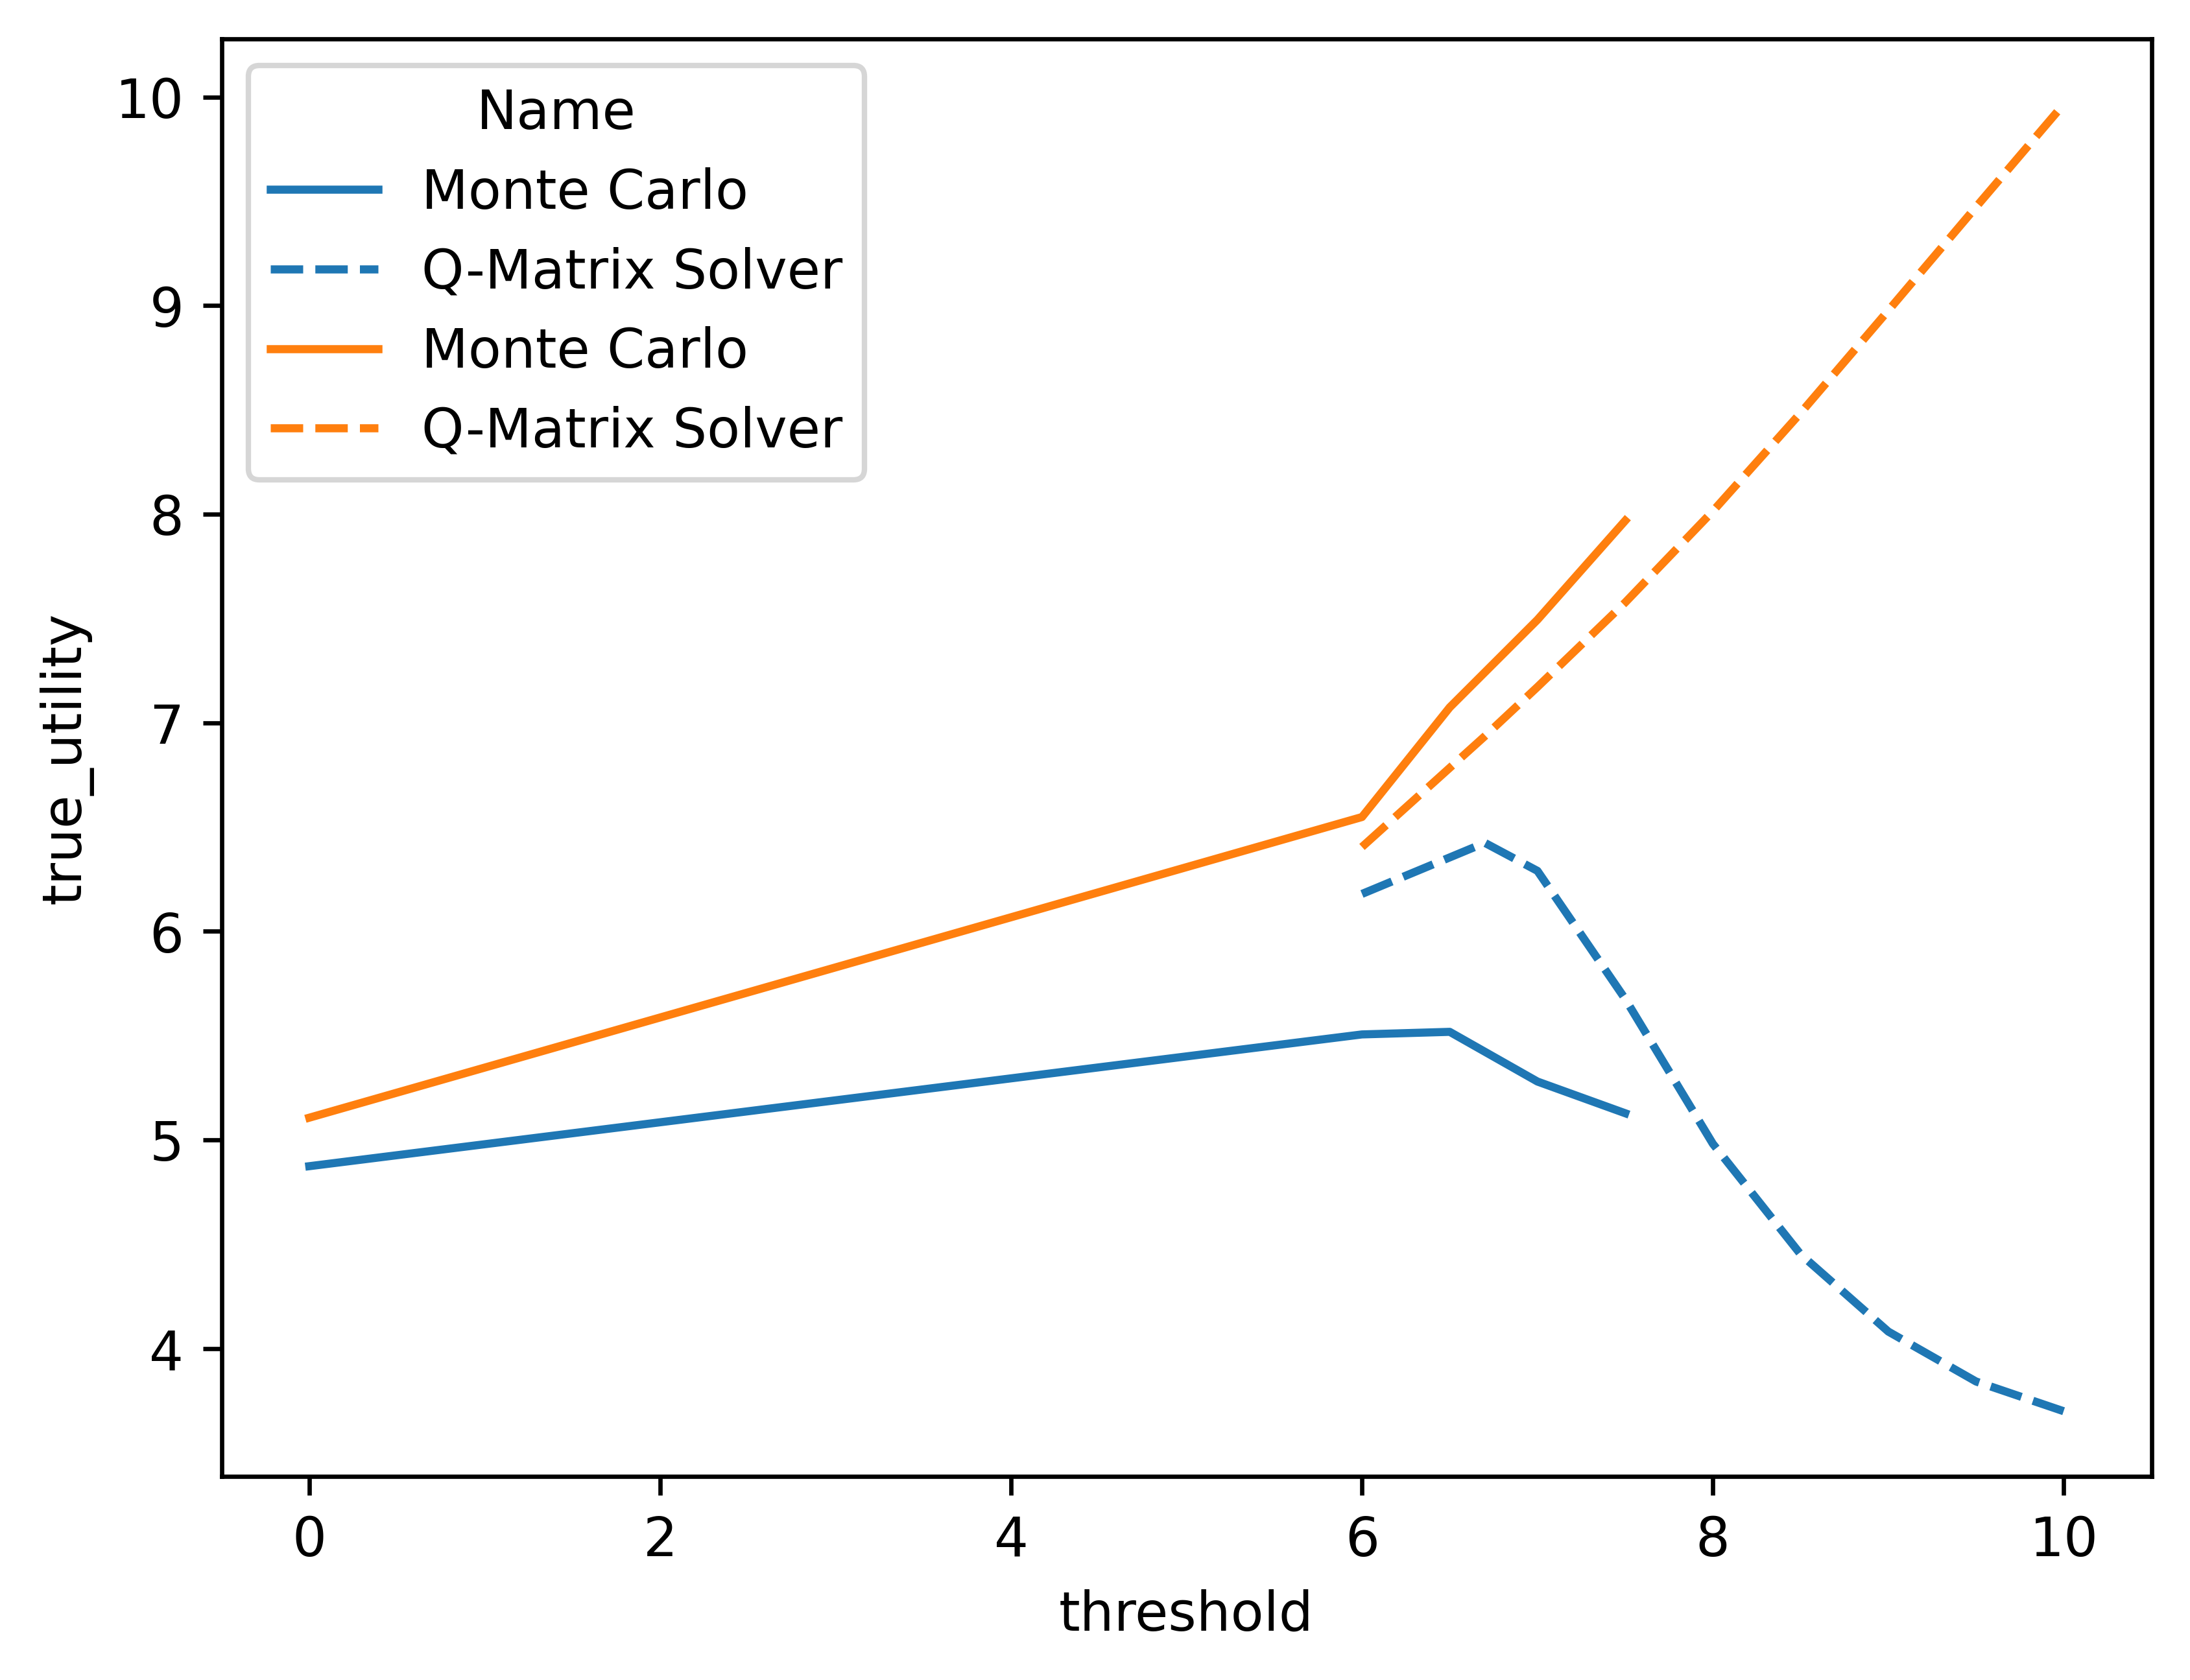 Name
Monte Carlo
Q-Matrix Solver
Monte Carlo
Q-Matrix Solver
10
9
8
7
6
5
4
true_utility
0 2 4 6 8 10
threshold